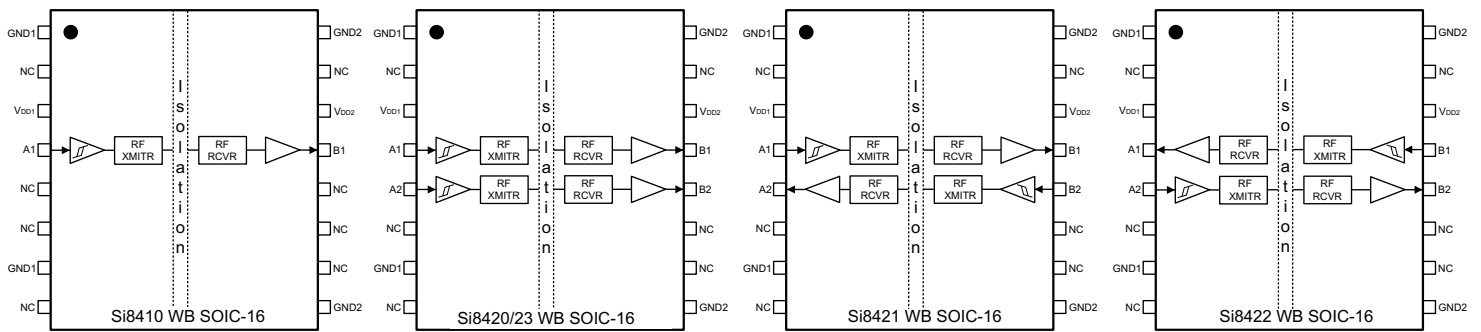 GND1
NC
VDD1
A1
NC
NC
GND1
NC
RF XMITR
Isolation
RF RCVR
GND2
NC
VDD2
B1
NC
NC
NC
GND2
Si8410 WB SOIC-16
GND1
NC
VDD1
A1
A2
NC
GND1
NC
RF XMITR
RF XMITR
Isolation
RF RCVR
RF RCVR
GND2
NC
VDD2
B1
B2
NC
NC
GND2
Si8420/23 WB SOIC-16
GND1
NC
VDD1
A1
A2
NC
GND1
NC
RF XMITR
RF RCVR
Isolation
RF RCVR
RF XMITR
GND2
NC
VDD2
B1
B2
NC
NC
GND2
Si8421 WB SOIC-16
GND1
NC
VDD1
A1
A2
NC
GND1
NC
RF RCVR
RF XMITR
Isolation
RF XMITR
RF RCVR
GND2
NC
VDD2
B1
B2
NC
NC
GND2
Si8422 WB SOIC-16